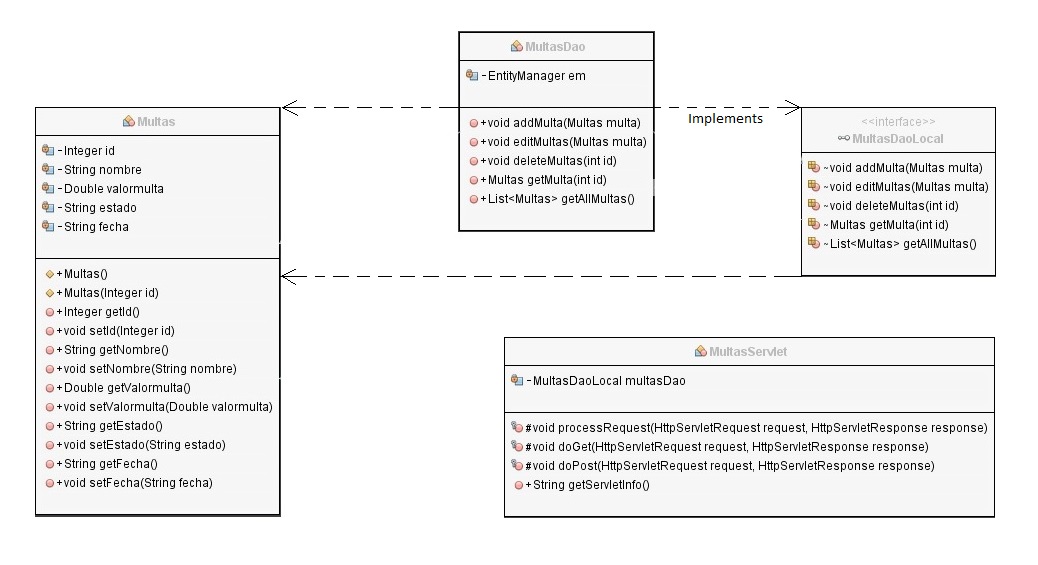 MultasDao
-EntityManager em
+void addMulta(Multas multa)
+void editMultas(Multas multa)
+void deleteMultas(int id)
+Multas getMulta(int id)
+List<Multas> getAllMultas()
Implements
Multas
-Integer id
-String nombre
-Double valormulta
-String estado
-String fecha
+Multas()
+Multas(Integer id)
+Integer getId()
+void setId(Integer id)
+String getNombre()
+void setNombre(String nombre)
+Double getValormulta()
+void setValormulta(Double valormulta)
+String getEstado()
+void setEstado(String estado)
+String getFecha()
+void setFecha(String fecha)
<<interface>>
MultasDaoLocal
~void addMulta(Multas multa)
~void editMultas(Multas multa)
~void deleteMultas(int id)
~Multas getMulta(int id)
~List<Multas> getAllMultas()
MultasServlet
-MultasDaoLocal multasDao
#void processRequest(HttpServletRequest request, HttpServletResponse response)
#void doGet(HttpServletRequest request, HttpServletResponse response)
#void doPost(HttpServletRequest request, HttpServletResponse response)
+String getServletInfo()